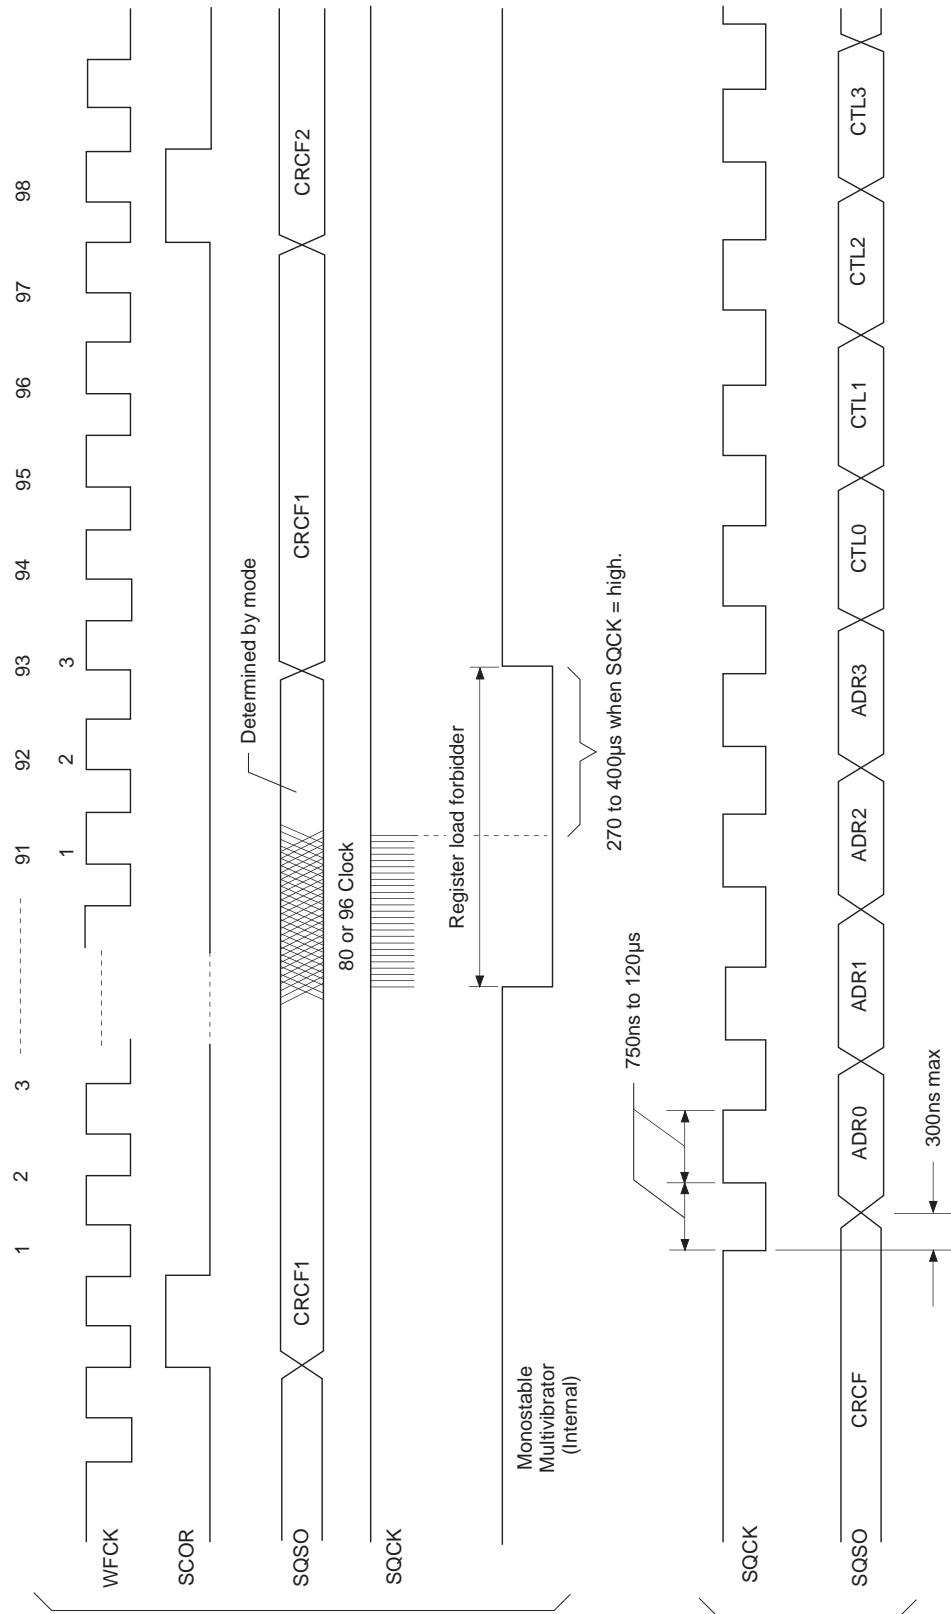 1 2 3 91 92 93 94 95 96 97 98
1 2 3
WFCK
SCOR
Determined by mode
SQSO
CRCF1
CRCF1
CRCF2
80 or 96 Clock
SQCK
Register load forbidder
Monostable
Multivibrator
(Internal)
270 to 400µs when SQCK = high.
750ns to 120µs
SQCK
SQSO
CRCF
ADR0
ADR1
ADR2
ADR3
CTL0
CTL1
CTL2
CTL3
300ns max